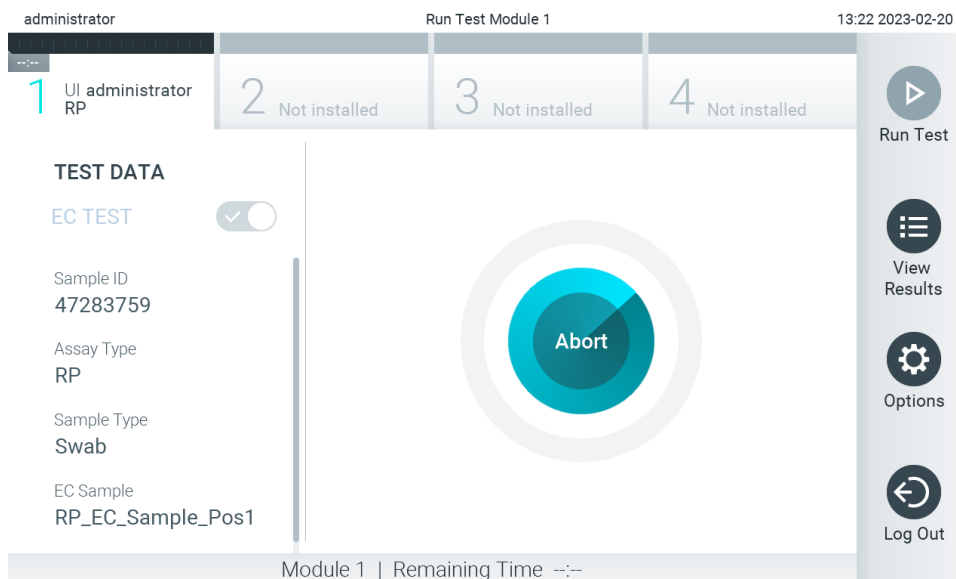 administrator
Run Test Module 1
13:22 2023-02-20
--:--
1 UI administrator
RP
2 Not installed
3 Not installed
4 Not installed
Run Test
TEST DATA
EC TEST
Sample ID
47283759
Assay Type
RP
Sample Type
Swab
EC Sample
RP_EC_Sample_Pos1
Abort
View
Results
Options
Log Out
Module 1 | Remaining Time --:--